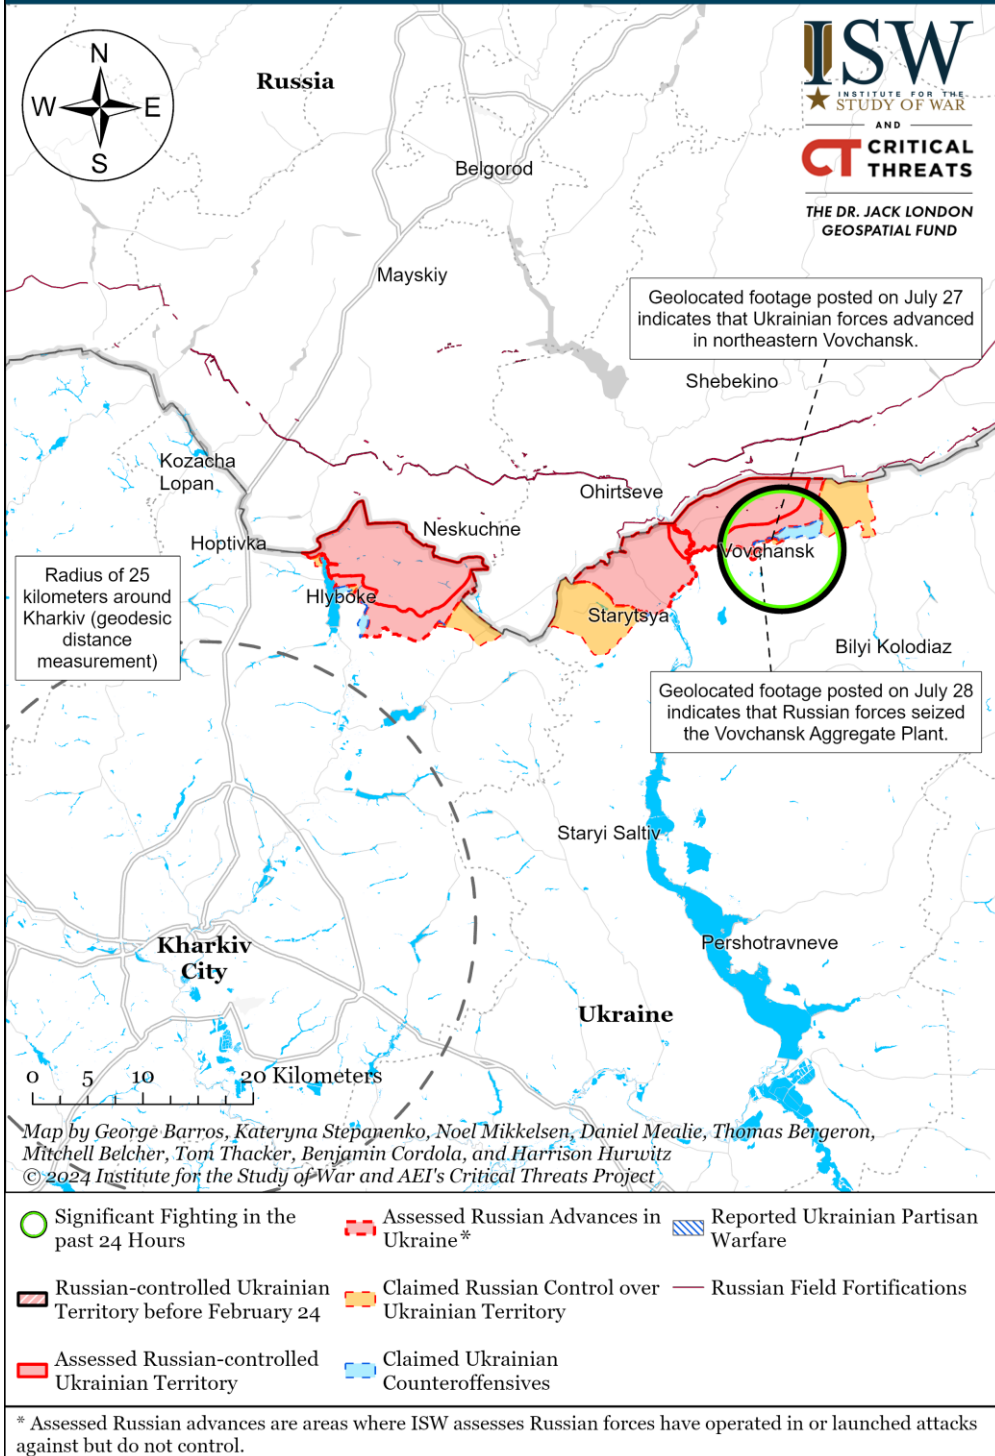 N
W E
S
Russia
ISW
INSTITUTE FOR THE
STUDY OF WAR
AND
CT CRITICAL
THREATS
THE DR. JACK LONDON
GEOSPATIAL FUND
Belgorod
Mayskiy
Geolocated footage posted on July 27
indicates that Ukrainian forces advanced
in northeastern Vovchansk.
Shebekino
Kozacha
Lopan
Ohirtseve
Neskuchne
Hoptivka
Vovchansk
Radius of 25
kilometers around
Kharkiv (geodesic
distance
measurement)
Hlyboke
Starytsya
Bilyi Kolodiaz
Geolocated footage posted on July 28
indicates that Russian forces seized
the Vovchansk Aggregate Plant.
Staryi Saltiv
Kharkiv
City
Pershotravneve
Ukraine
0 5 10 20 Kilometers
Map by George Barros, Kateryna Stepanenko, Noel Mikkelsen, Daniel Mealie, Thomas Bergeron,
Mitchell Belcher, Tom Thacker, Benjamin Cordola, and Harrison Hurwitz
© 2024 Institute for the Study of War and AEI's Critical Threats Project
Significant Fighting in the
past 24 Hours
Russian-controlled Ukrainian
Territory before February 24
Assessed Russian-controlled
Ukrainian Territory
Assessed Russian Advances in
Ukraine*
Claimed Russian Control over
Ukrainian Territory
Claimed Ukrainian
Counteroffensives
Reported Ukrainian Partisan
Warfare
Russian Field Fortifications
* Assessed Russian advances are areas where ISW assesses Russian forces have operated in or launched attacks
against but do not control.